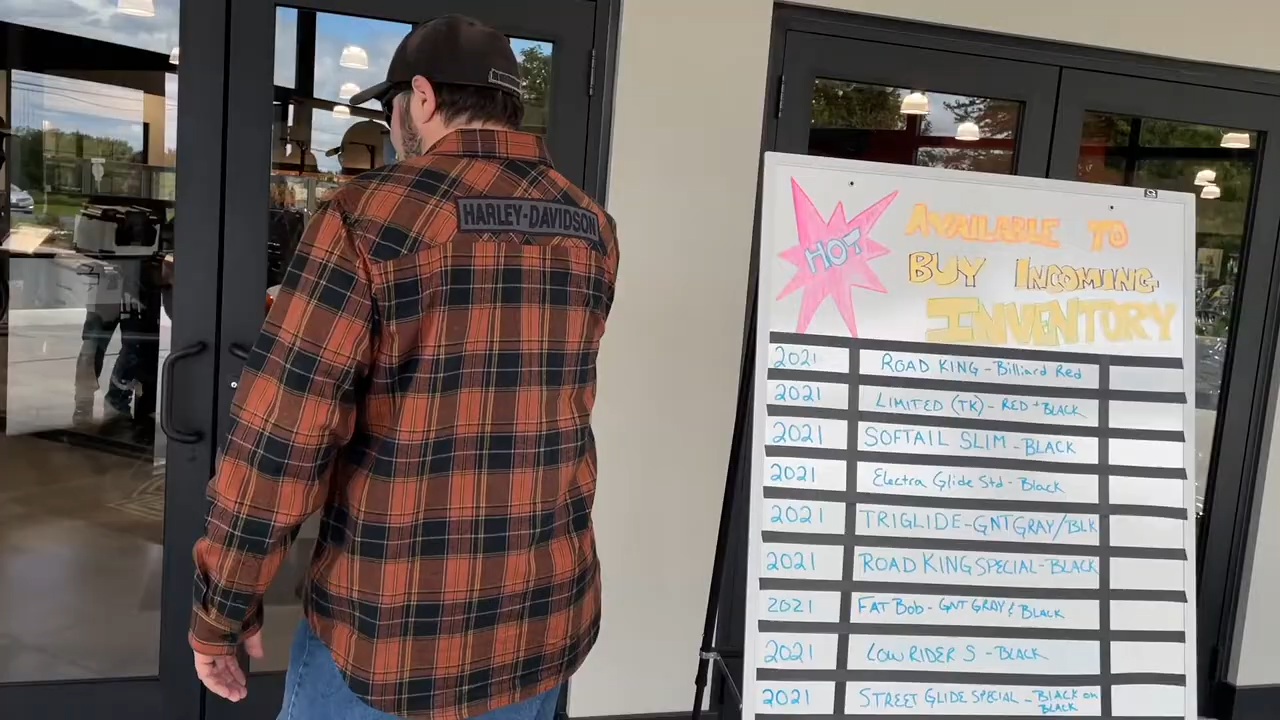 HARLEY-DAVIDSON
HOT
AVAILABLE TO
BUY INCOMING
INVENTORY
2021 ROAD KING - Billiard Red
2021 LIMITED (TK) - RED + BLACK
2021 SOFTAIL SLIM - BLACK
2021 Electra Glide Std - Black
2021 TRIGLIDE - GNT GRAY/BLK
2021 ROAD KING SPECIAL - BLACK
2021 FAT Bob - GNT GRAY & BLACK
2021 LOW RIDER S - BLACK
2021 STREET GLIDE SPECIAL - BLACK on
BLACK